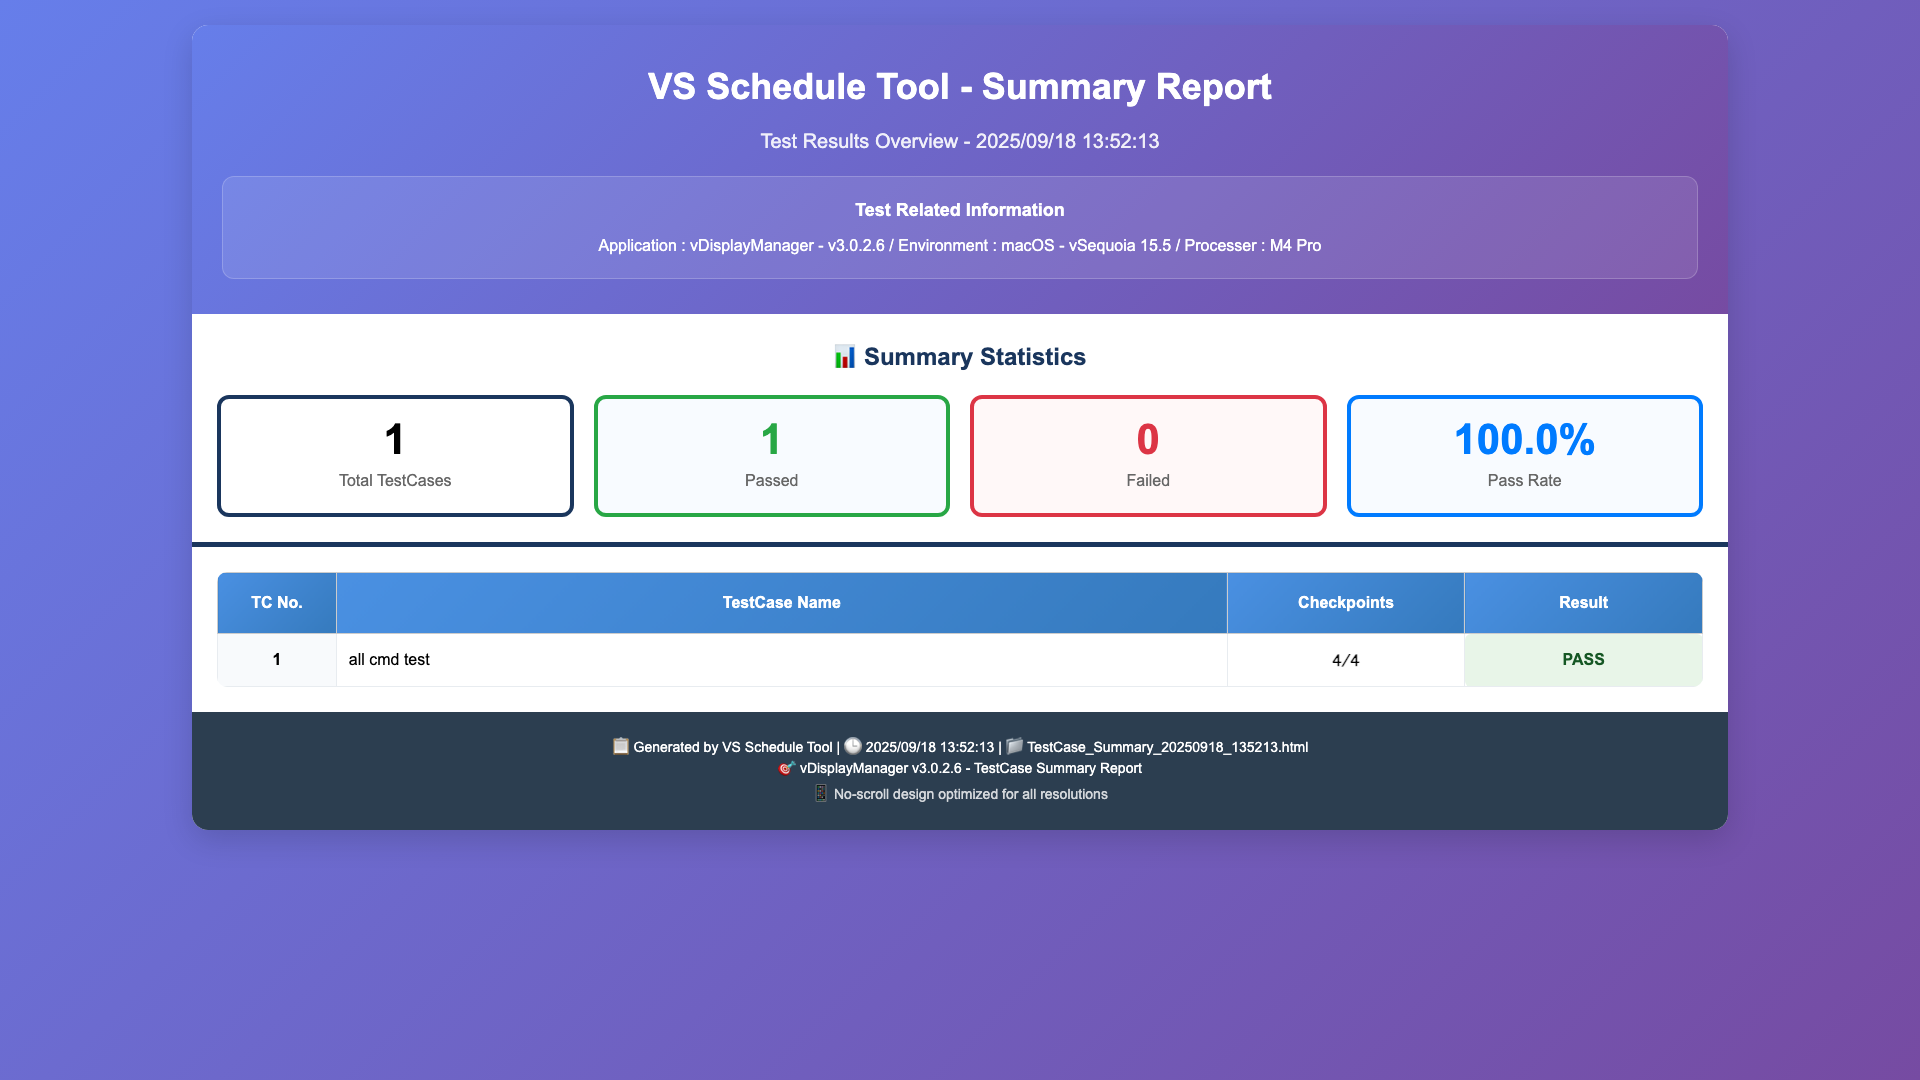 VS Schedule Tool - Summary Report
Test Results Overview - 2025/09/18 13:52:13
Test Related Information
Application : vDisplayManager - v3.0.2.6 / Environment : macOS - vSequoia 15.5 / Processer : M4 Pro
📊 Summary Statistics
1
Total TestCases
1
Passed
0
Failed
100.0%
Pass Rate
TC No. TestCase Name Checkpoints Result
1 all cmd test 4/4 PASS
📋 Generated by VS Schedule Tool | 🕒 2025/09/18 13:52:13 | 📁 TestCase_Summary_20250918_135213.html
🎯 vDisplayManager v3.0.2.6 - TestCase Summary Report
📱 No-scroll design optimized for all resolutions